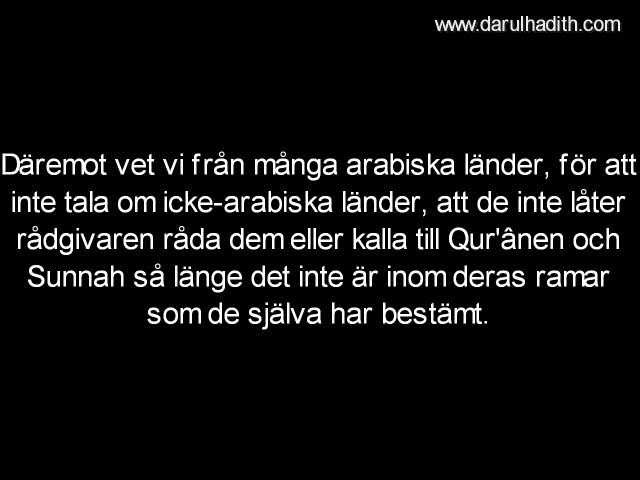 www.darulhadith.com
Däremot vet vi från många arabiska länder, för att
inte tala om icke-arabiska länder, att de inte låter
rådgivaren råda dem eller kalla till Qur'ânen och
Sunnah så länge det inte är inom deras ramar
som de själva har bestämt.